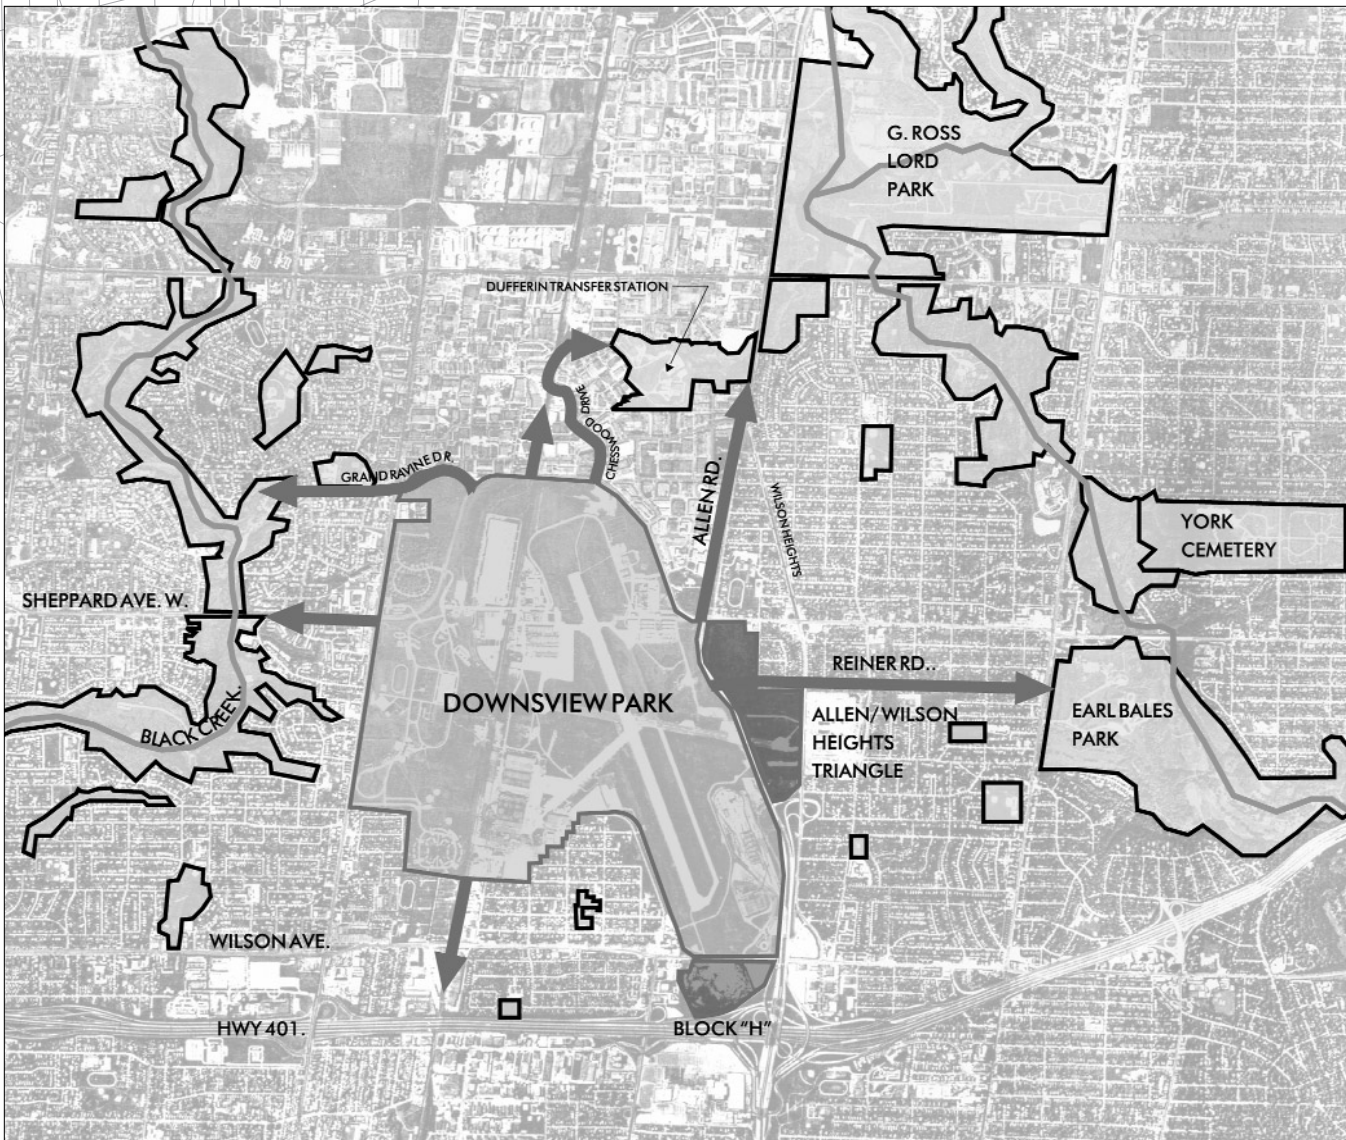 G. ROSS
LORD
PARK
DUFFERIN TRANSFER STATION
CHESSWOOD DRIVE
GRAND RAVINE DR.
ALLEN RD.
WILSON HEIGHTS
YORK
CEMETERY
SHEPPARD AVE. W.
REINER RD..
DOWNSVIEW PARK
BLACK CREEK.
ALLEN/WILSON
HEIGHTS
TRIANGLE
EARL BALES
PARK
WILSON AVE.
HWY 401.
BLOCK "H"